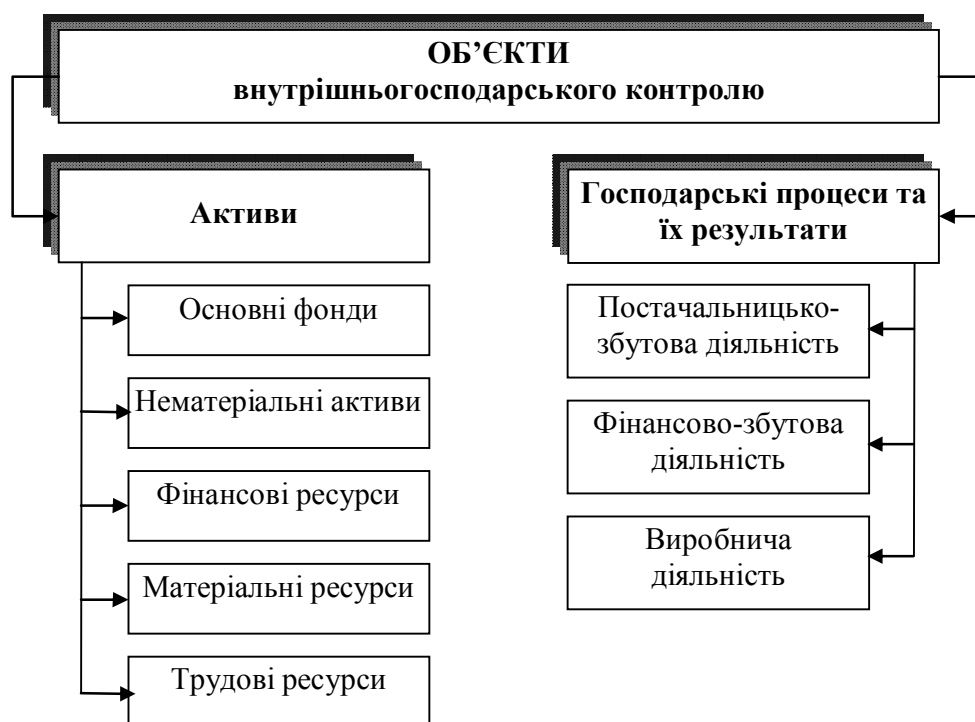 ОБ’ЄКТИ
внутрішньогосподарського контролю
Активи
Основні фонди
Нематеріальні активи
Фінансові ресурси
Матеріальні ресурси
Трудові ресурси
Господарські процеси та
їх результати
Постачальницько-
збутова діяльність
Фінансово-збутова
діяльність
Виробнича
діяльність